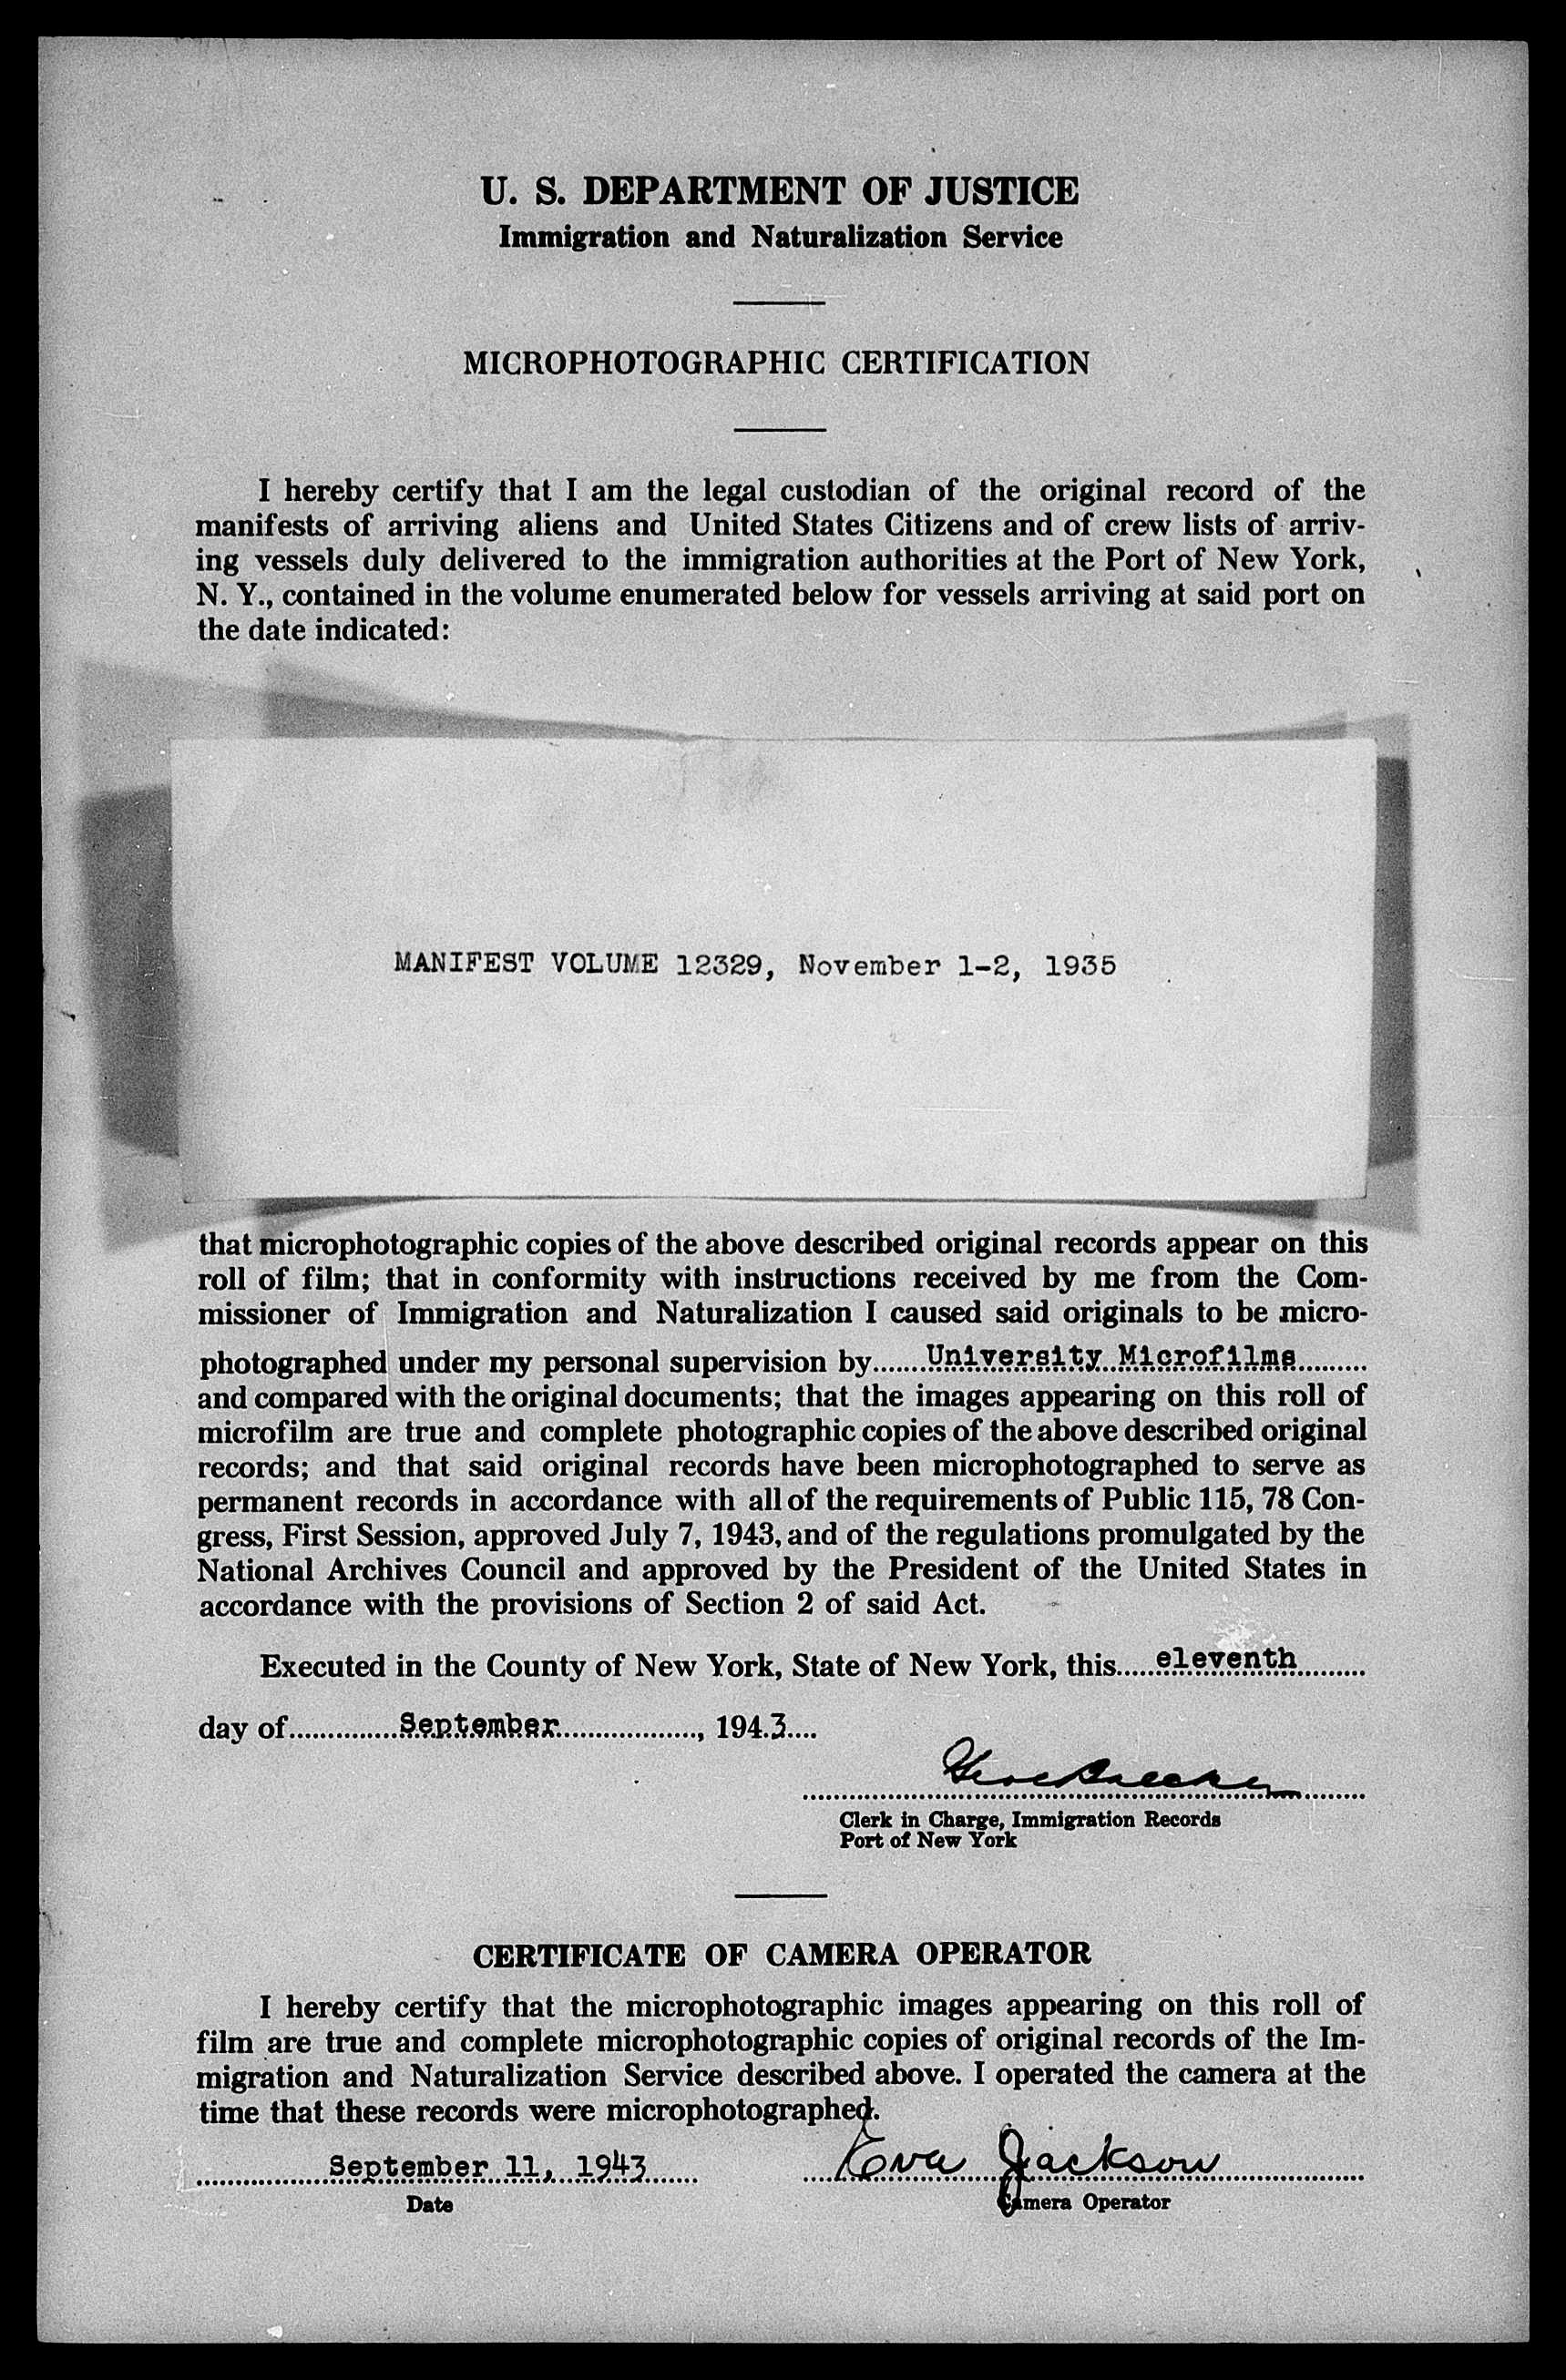 U. S. DEPARTMENT OF JUSTICE
Immigration and Naturalization Service
MICROPHOTOGRAPHIC CERTIFICATION
I hereby certify that I am the legal custodian of the original record of the
manifests of arriving aliens and United States Citizens and of crew lists of arriv-
ing vessels duly delivered to the immigration authorities at the Port of New York,
N. Y., contained in the volume enumerated below for vessels arriving at said port on
the date indicated:
MANIFEST VOLUME 12329, November 1-2, 1935
that microphotographic copies of the above described original records appear on this
roll of film; that in conformity with instructions received by me from the Com-
missioner of Immigration and Naturalization I caused said originals to be micro-
photographed under my personal supervision by.......University Microfilms.........
and compared with the original documents; that the images appearing on this roll of
microfilm are true and complete photographic copies of the above described original
records; and that said original records have been microphotographed to serve as
permanent records in accordance with all of the requirements of Public 115, 78 Con-
gress, First Session, approved July 7, 1943, and of the regulations promulgated by the
National Archives Council and approved by the President of the United States in
accordance with the provisions of Section 2 of said Act.
Executed in the County of New York, State of New York, this.....eleventh.........
day of..............September.................., 194.3....
Clerk in Charge, Immigration Records
Port of New York
CERTIFICATE OF CAMERA OPERATOR
I hereby certify that the microphotographic images appearing on this roll of
film are true and complete microphotographic copies of original records of the Im-
migration and Naturalization Service described above. I operated the camera at the
time that these records were microphotographed.
September 11, 1943 Eva Jackson
Date Camera Operator